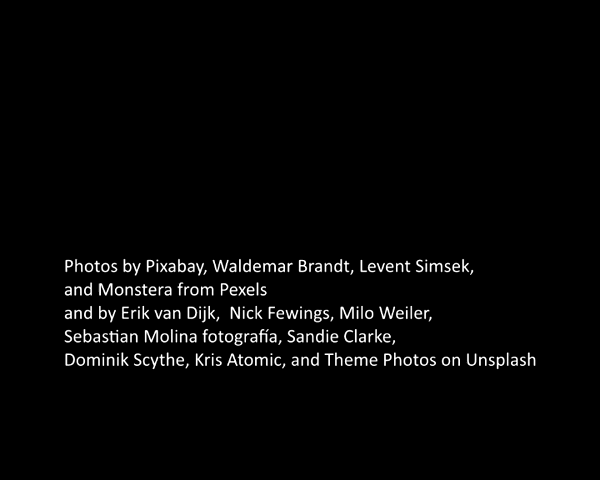 Photos by Pixabay, Waldemar Brandt, Levent Simsek,
and Monstera from Pexels
and by Erik van Dijk,  Nick Fewings, Milo Weiler,
Sebastian Molina fotografía, Sandie Clarke,
Dominik Scythe, Kris Atomic, and Theme Photos on Unsplash